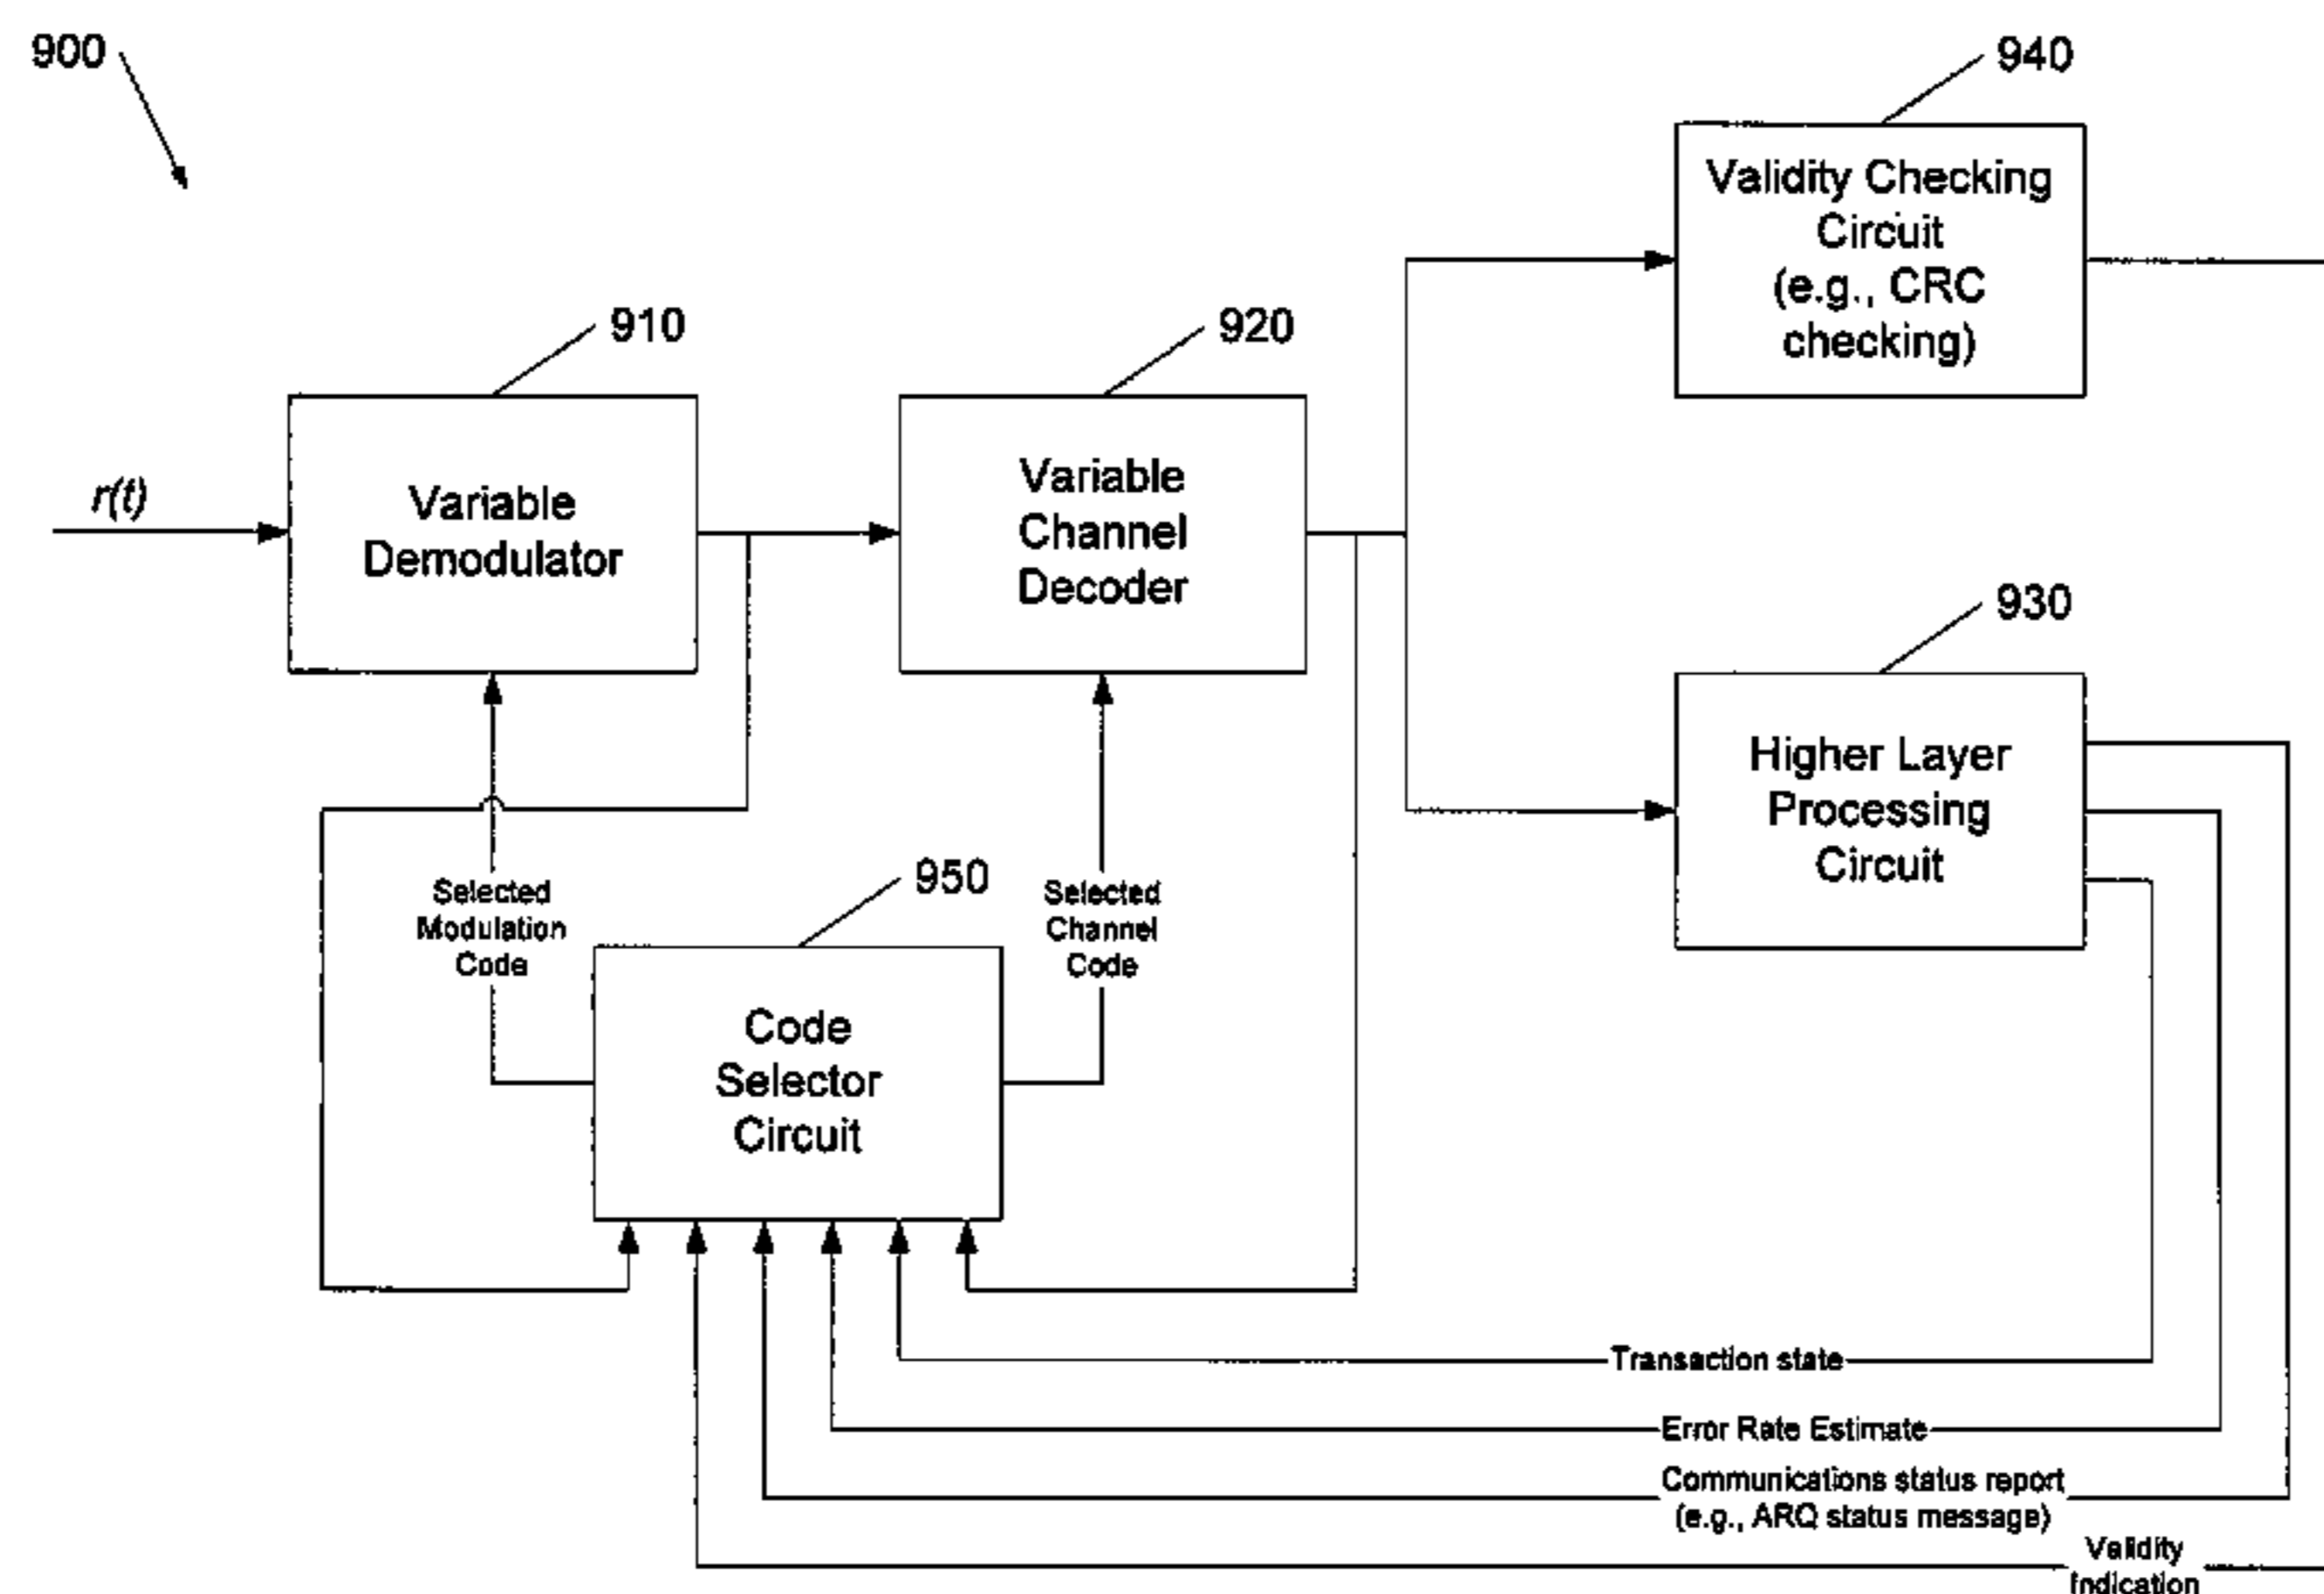 900
940
Validity Checking
Circuit
(e.g., CRC
checking)
910
920
r(t)
Variable
Demodulator
Variable
Channel
Decoder
930
Higher Layer
Processing
Circuit
Selected
Modulation
Code
950
Selected
Channel
Code
Code
Selector
Circuit
Transaction state
Error Rate Estimate
Communications status report
(e.g., ARQ status message)
Validity
Indication